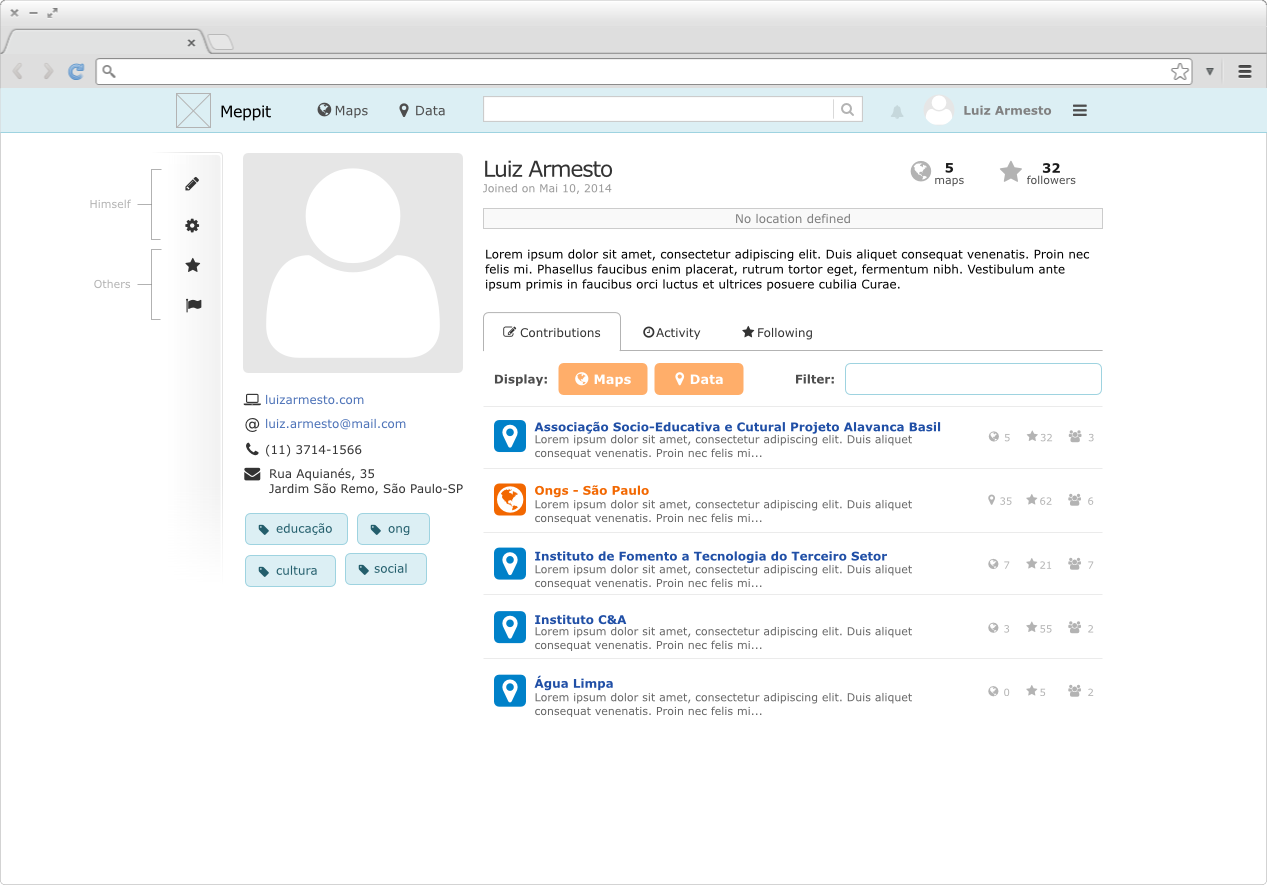 Meppit
Maps
Data
Luiz Armesto
Himself
Others
Luiz Armesto
Joined on Mai 10, 2014
5
maps
32
followers
No location defined
Lorem ipsum dolor sit amet, consectetur adipiscing elit. Duis aliquet consequat venenatis. Proin nec
felis mi. Phasellus faucibus enim placerat, rutrum tortor eget, fermentum nibh. Vestibulum ante
ipsum primis in faucibus orci luctus et ultrices posuere cubilia Curae.
luizarmesto.com
@ luiz.armesto@mail.com
(11) 3714-1566
Rua Aquianés, 35
Jardim São Remo, São Paulo-SP
educação
ong
cultura
social
Contributions
Activity
Following
Display:
Maps
Data
Filter:
Associação Socio-Educativa e Cutural Projeto Alavanca Basil
Lorem ipsum dolor sit amet, consectetur adipiscing elit. Duis aliquet
consequat venenatis. Proin nec felis mi...
5 32 3
Ongs - São Paulo
Lorem ipsum dolor sit amet, consectetur adipiscing elit. Duis aliquet
consequat venenatis. Proin nec felis mi...
35 62 6
Instituto de Fomento a Tecnologia do Terceiro Setor
Lorem ipsum dolor sit amet, consectetur adipiscing elit. Duis aliquet
consequat venenatis. Proin nec felis mi...
7 21 7
Instituto C&A
Lorem ipsum dolor sit amet, consectetur adipiscing elit. Duis aliquet
consequat venenatis. Proin nec felis mi...
3 55 2
Água Limpa
Lorem ipsum dolor sit amet, consectetur adipiscing elit. Duis aliquet
consequat venenatis. Proin nec felis mi...
0 5 2